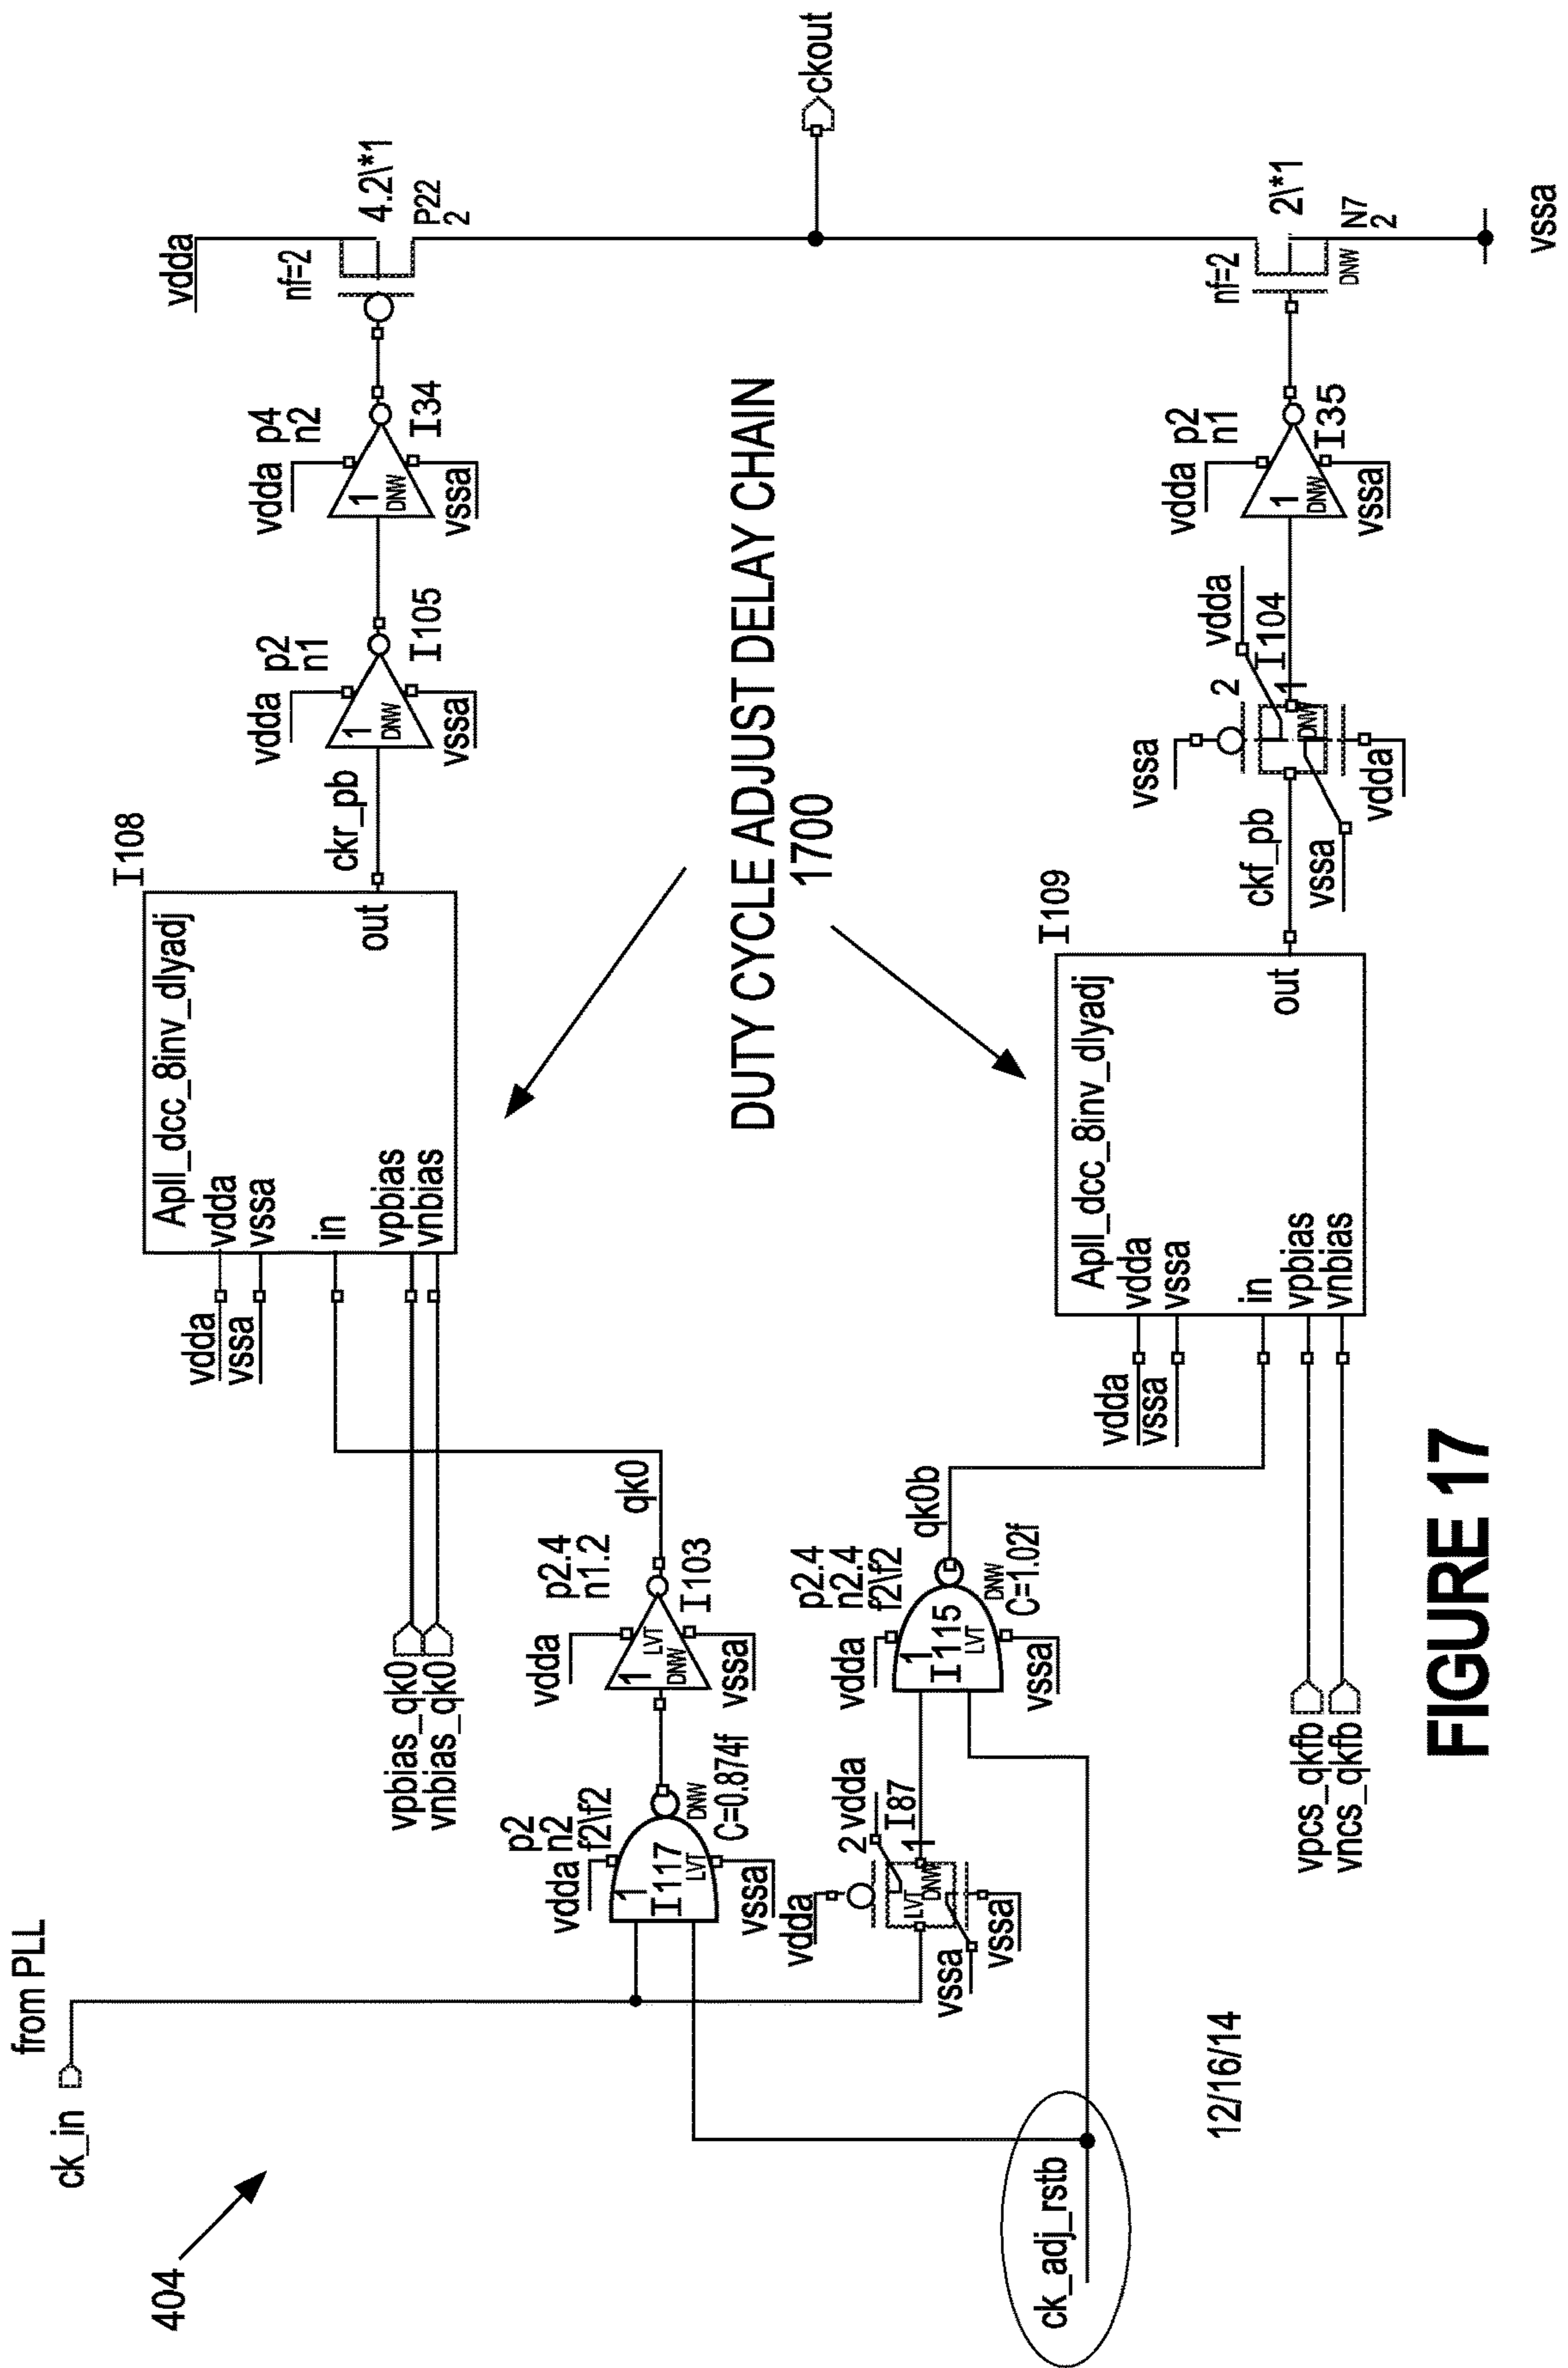 404
ck_in
from PLL
ck_adj_rstb
12/16/14
p2
n2
f2\f2
vdda
1
I117
LVT
DNW
C=0.874f
vssa
p2.4
n1.2
vdda
1
LVT
DNW
I103
vssa
qk0
vdda
2
vdda
I87
1
LVT
DNW
vssa
vssa
p2.4
n2.4
f2\f2
vdda
1
I115
LVT
DNW
C=1.02f
vssa
qk0b
vpbias_qk0
vnbias_qk0
vdda
vssa
I108
Apll_dcc_8inv_dlyadj
vdda
vssa
in
vpbias
vnbias
out
ckr_pb
vdda
p2
n1
1
DNW
I105
vssa
vdda
p4
n2
1
DNW
I34
vssa
vdda
nf=2
4.2\*1
P22
2
DUTY CYCLE ADJUST DELAY CHAIN
1700
vpcs_qkfb
vncs_qkfb
vdda
vssa
I109
Apll_dcc_8inv_dlyadj
vdda
vssa
in
vpbias
vnbias
out
ckf_pb
vssa
2
vdda
I104
1
DNW
vssa
vdda
vdda
p2
n1
1
DNW
I35
vssa
nf=2
2\*1
N7
2
DNW
vssa
ckout
FIGURE 17